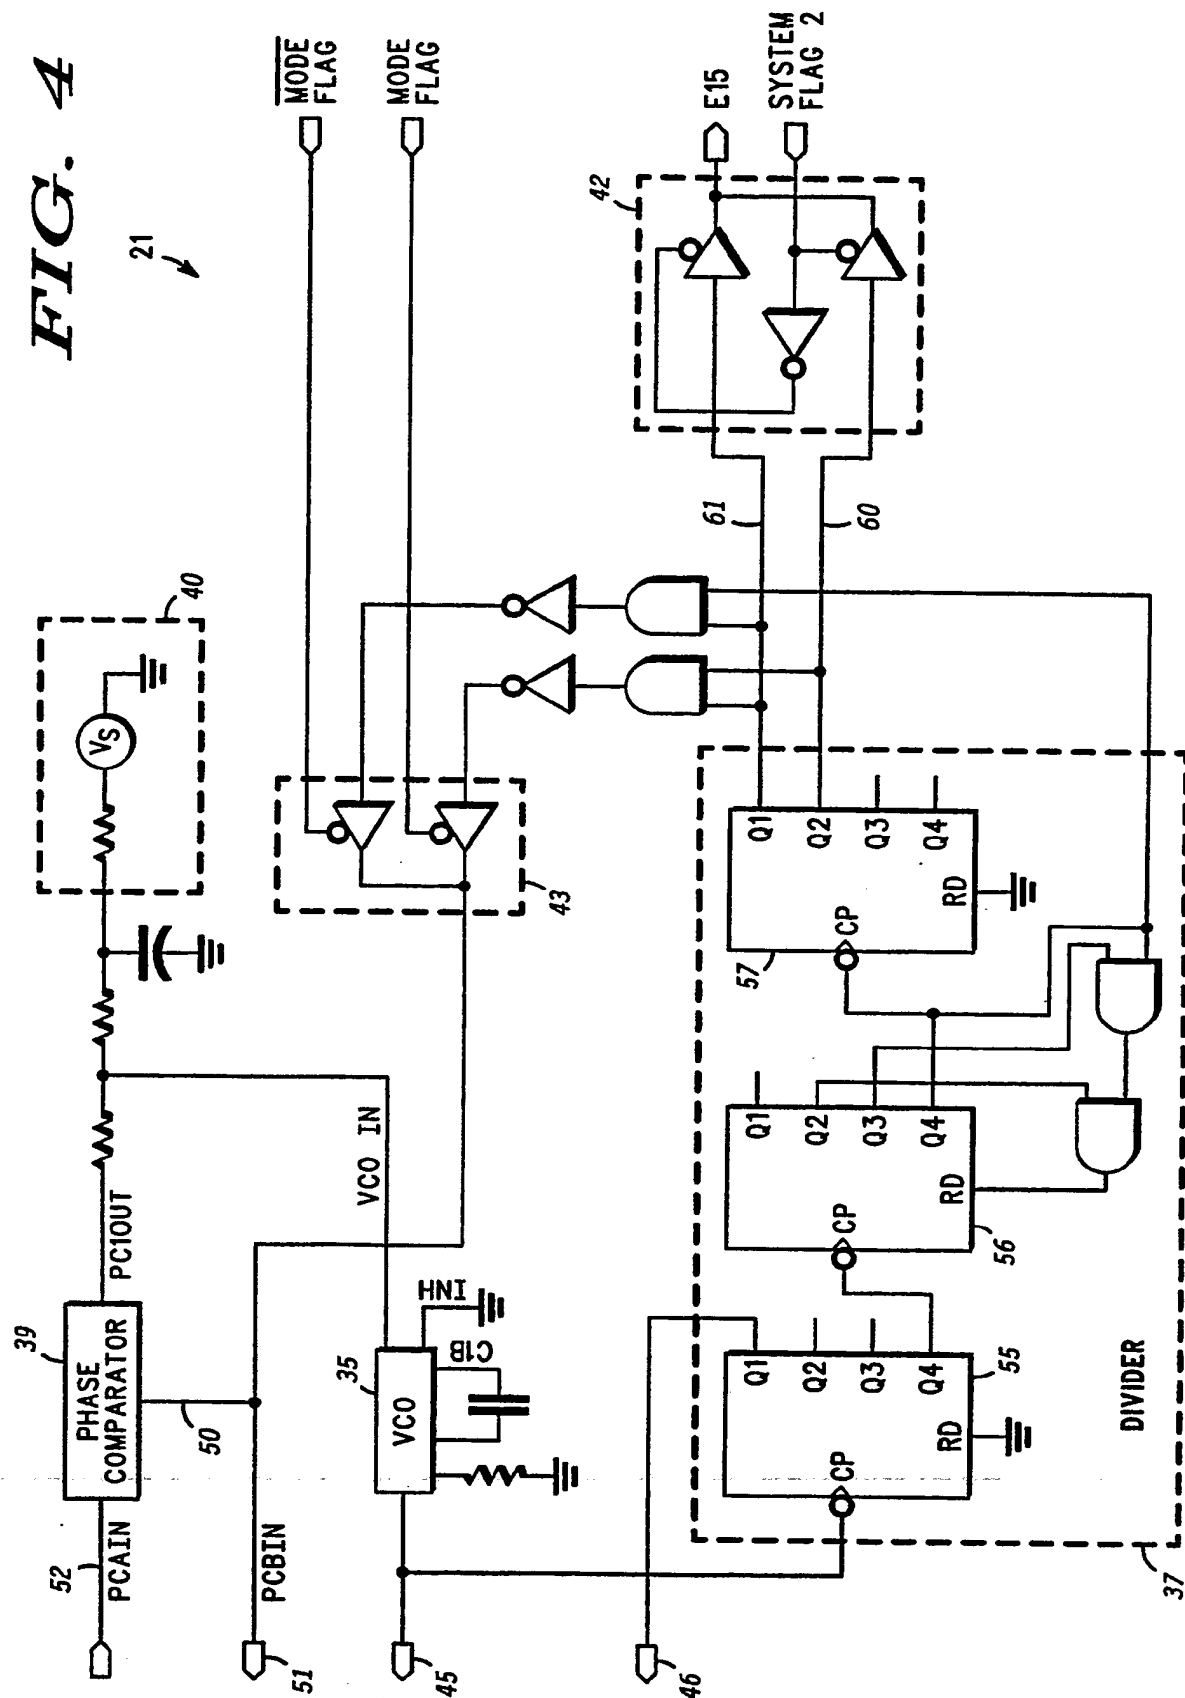 FIG. 4
21
MODE
FLAG
MODE
FLAG
E15
SYSTEM
FLAG 2
42
40
VS
43
61
60
39
PHASE
COMPARATOR
PC1OUT
52
PCAIN
50
PCBIN
51
VCO IN
35
VCO
INH
C1B
45
46
55
CP
Q1
Q2
Q3
Q4
RD
56
CP
Q1
Q2
Q3
Q4
RD
57
CP
Q1
Q2
Q3
Q4
RD
DIVIDER
37